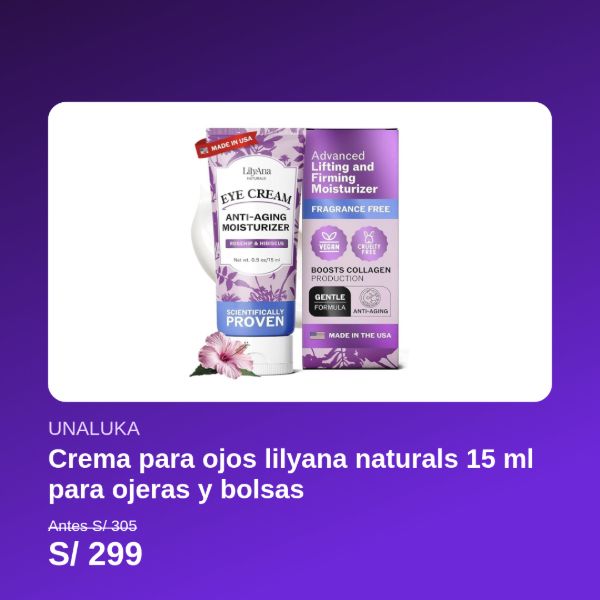 MADE IN USA
LilyAna
NATURALS
EYE CREAM
ANTI-AGING
MOISTURIZER
ROSEHIP & HIBISCUS
Net wt. 0.5 oz/15 ml
SCIENTIFICALLY
PROVEN
Advanced
Lifting and
Firming
Moisturizer
FRAGRANCE FREE
VEGAN
CRUELTY
FREE
BOOSTS COLLAGEN
PRODUCTION
GENTLE
FORMULA
ANTI-AGING
MADE IN THE USA
UNALUKA
Crema para ojos lilyana naturals 15 ml
para ojeras y bolsas
Antes S/ 305
S/ 299